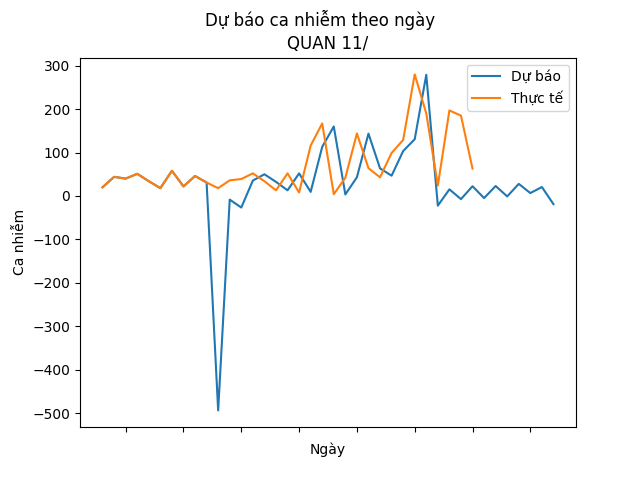 Dự báo ca nhiễm theo ngày
QUAN 11/
300
200
100
0
−100
−200
−300
−400
−500
Ca nhiễm
Ngày
Dự báo
Thực tế